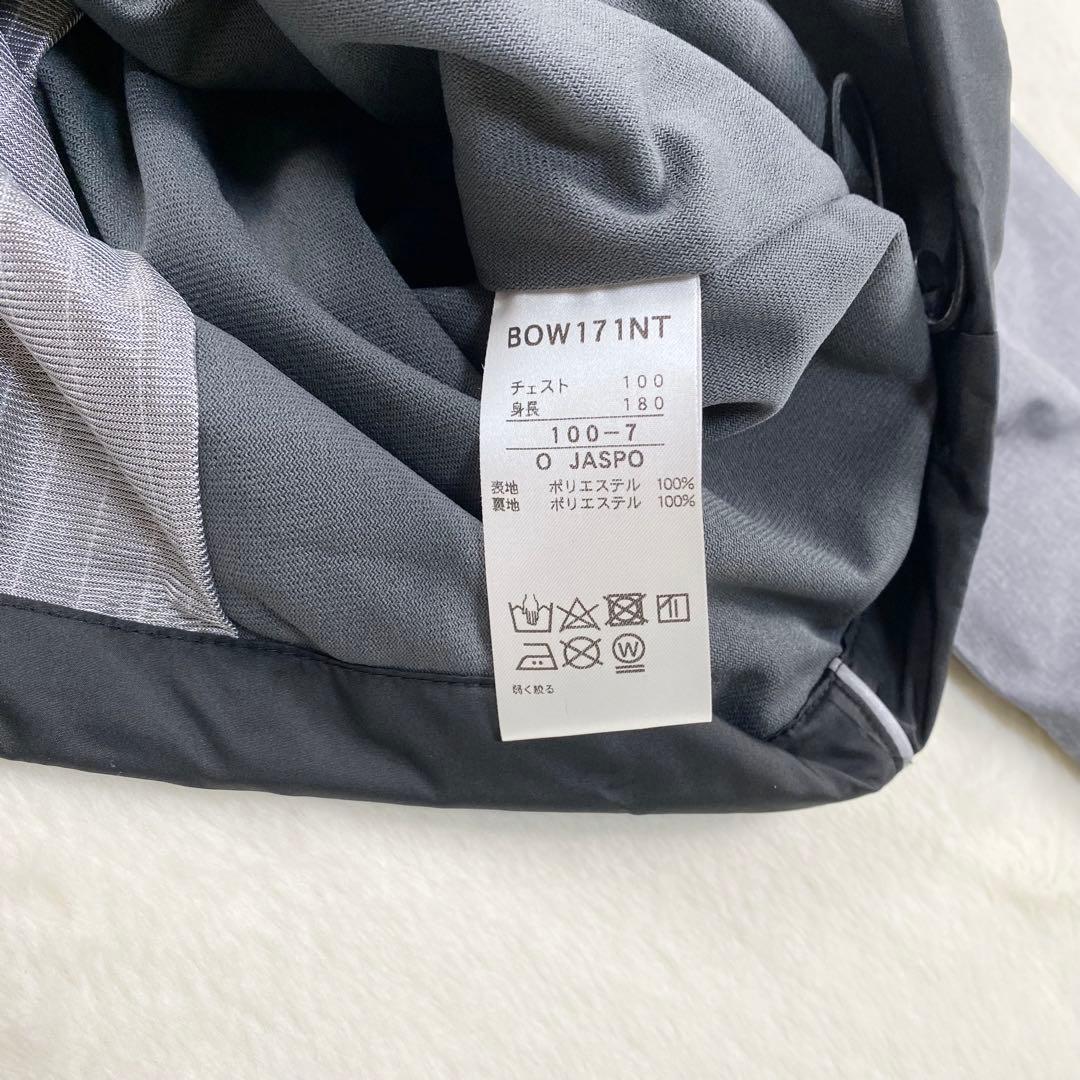 BOW171NT
チェスト 100
身長 180
100-7
O JASPO
表地 ポリエステル 100%
裏地 ポリエステル 100%
W
弱く絞る